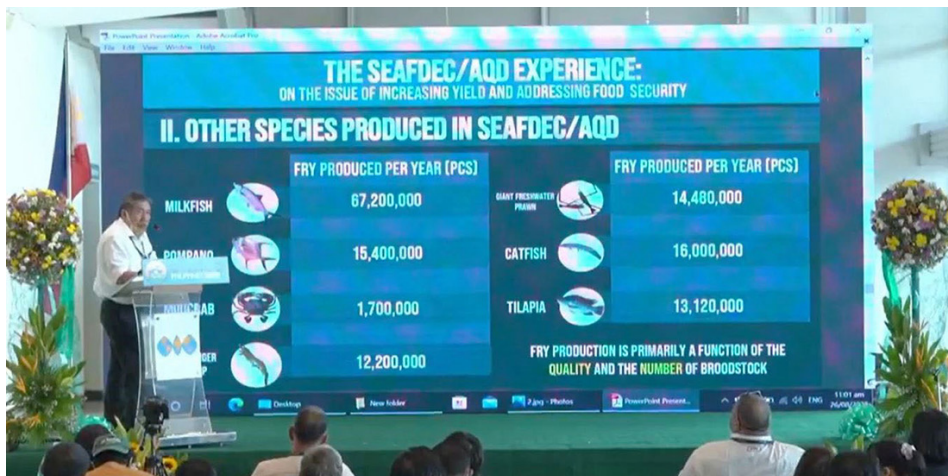 PowerPoint Presentation - Adobe Acrobat Pro
File Edit View Window Help
THE SEAFDEC/AQD EXPERIENCE:
ON THE ISSUE OF INCREASING YIELD AND ADDRESSING FOOD SECURITY
II. OTHER SPECIES PRODUCED IN SEAFDEC/AQD
FRY PRODUCED PER YEAR (PCS)
MILKFISH
67,200,000
POMPANO
15,400,000
1,700,000
12,200,000
FRY PRODUCED PER YEAR (PCS)
GIANT FRESHWATER
PRAWN
14,480,000
CATFISH
16,000,000
TILAPIA
13,120,000
FRY PRODUCTION IS PRIMARILY A FUNCTION OF THE
QUALITY AND THE NUMBER OF BROODSTOCK
Desktop
New folder
2.jpg - Photos
PowerPoint Present...
ENG
11:01 am